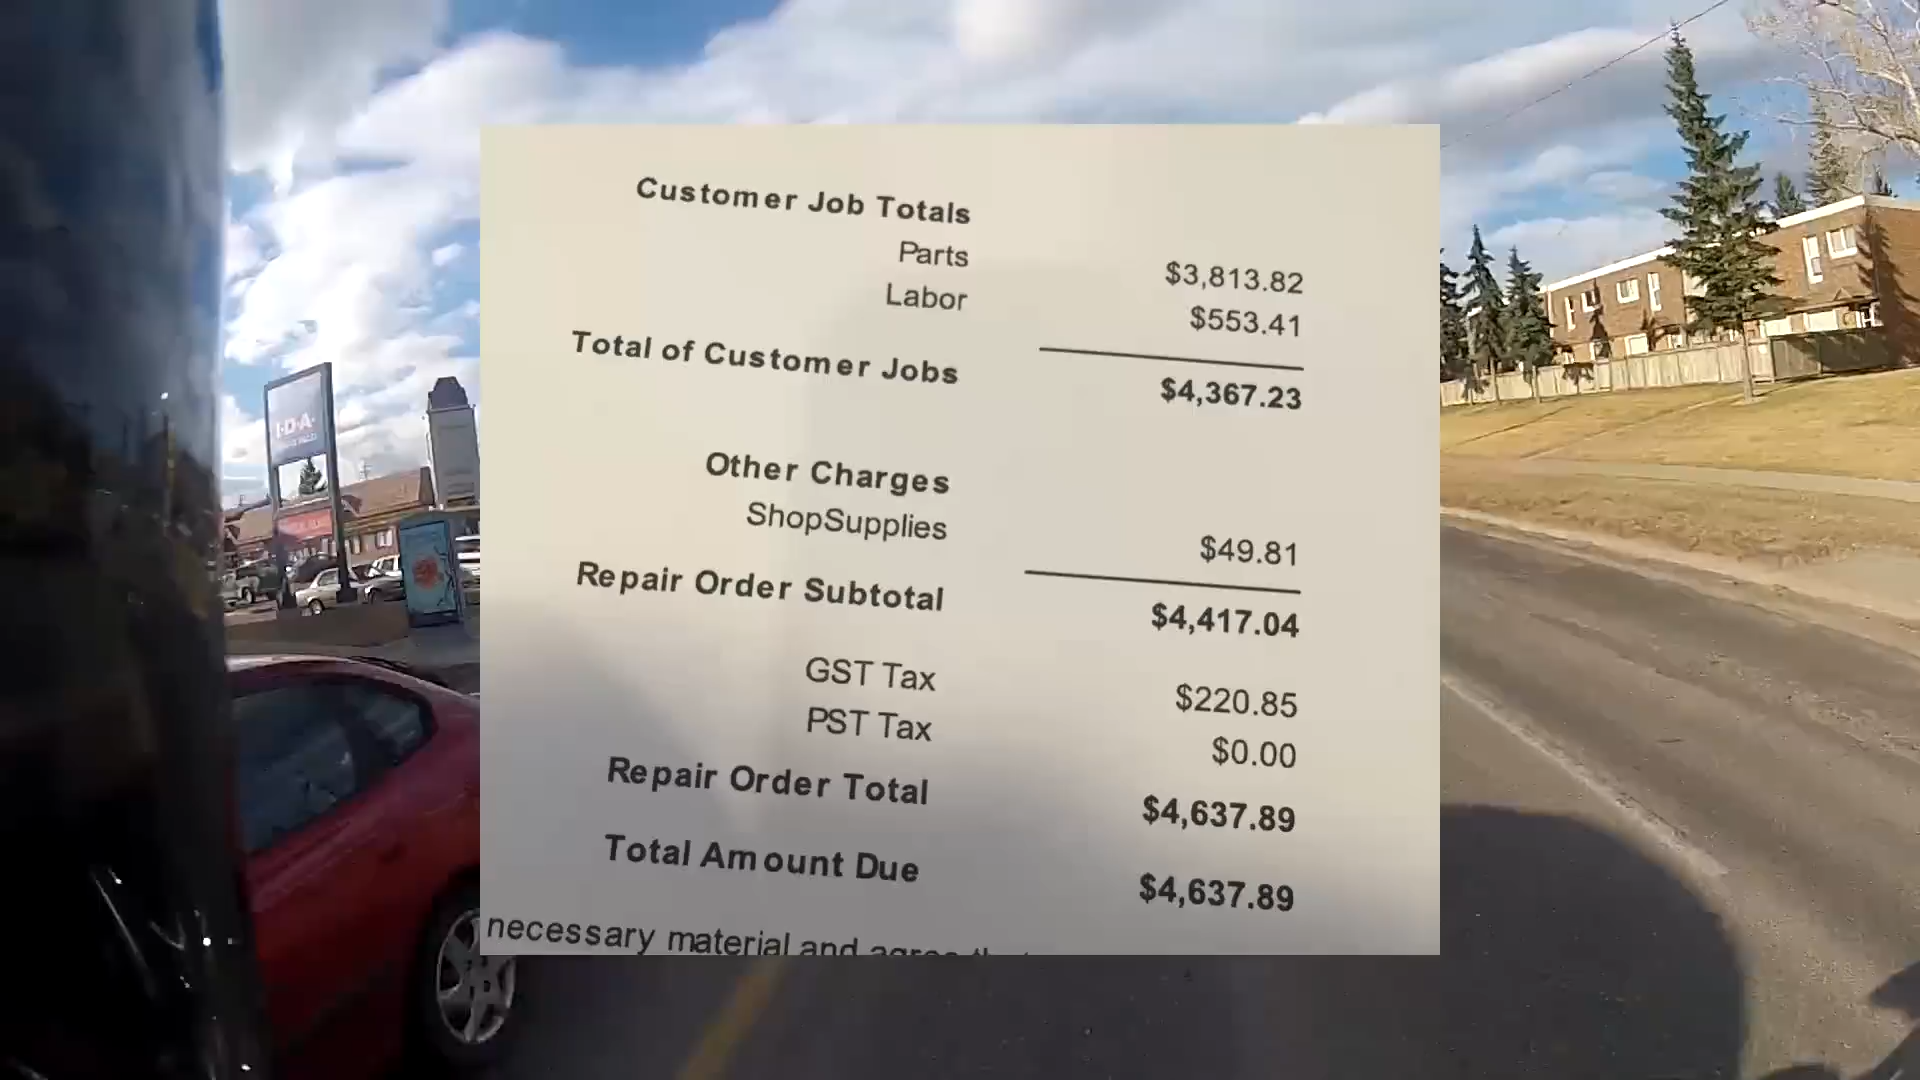 I·D·A·
Customer Job Totals
Parts $3,813.82
Labor $553.41
Total of Customer Jobs $4,367.23
Other Charges
ShopSupplies $49.81
Repair Order Subtotal $4,417.04
GST Tax $220.85
PST Tax $0.00
Repair Order Total $4,637.89
Total Amount Due $4,637.89
necessary material and